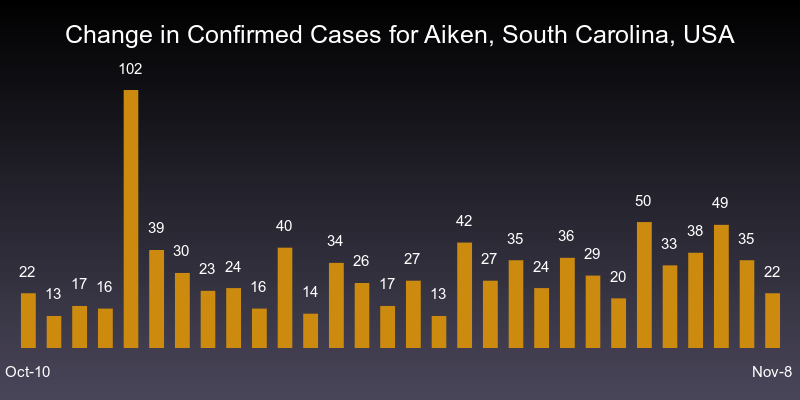 Change in Confirmed Cases for Aiken, South Carolina, USA
22 13 17 16 102 39 30 23 24 16 40 14 34 26 17 27 13 42 27 35 24 36 29 20 50 33 38 49 35 22
Oct-10 Nov-8